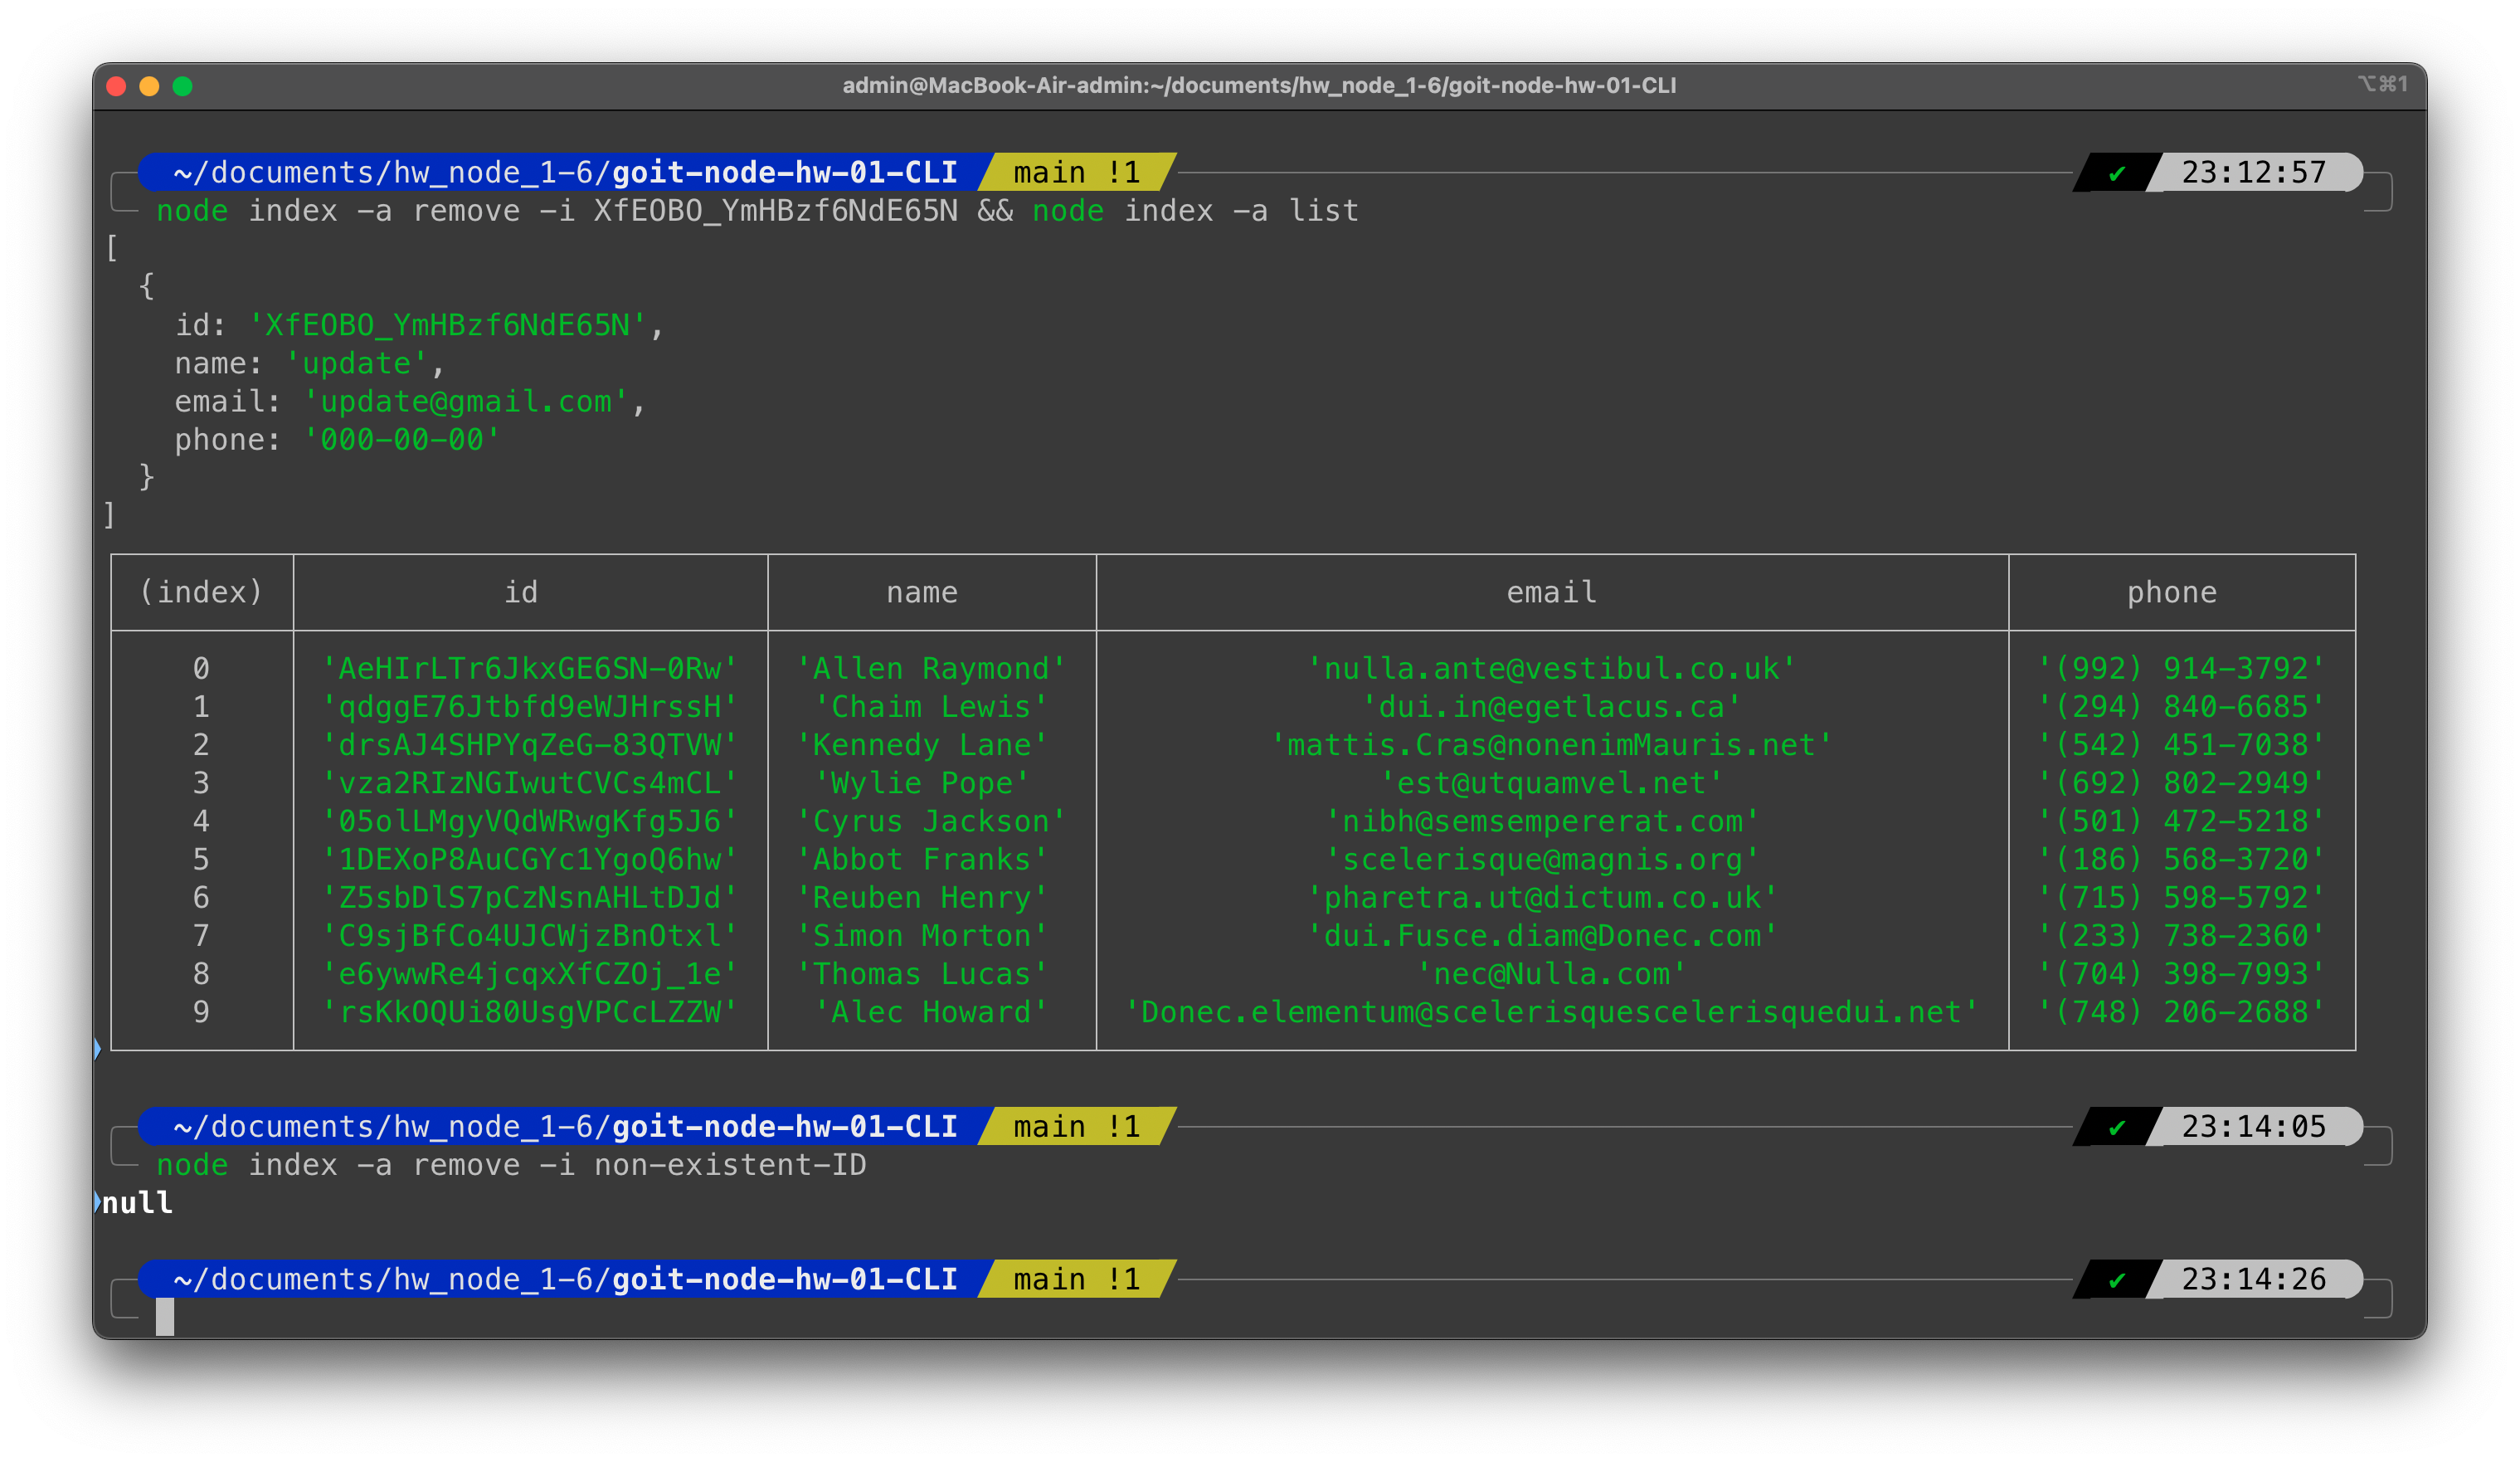 admin@MacBook-Air-admin:~/documents/hw_node_1-6/goit-node-hw-01-CLI ⌥⌘1
~/documents/hw_node_1-6/goit-node-hw-01-CLI main !1 ✔ 23:12:57
node index -a remove -i XfEOBO_YmHBzf6NdE65N && node index -a list
[
{
id: 'XfEOBO_YmHBzf6NdE65N',
name: 'update',
email: 'update@gmail.com',
phone: '000-00-00'
}
]
(index) id name email phone
0 'AeHIrLTr6JkxGE6SN-0Rw' 'Allen Raymond' 'nulla.ante@vestibul.co.uk' '(992) 914-3792'
1 'qdggE76Jtbfd9eWJHrssH' 'Chaim Lewis' 'dui.in@egetlacus.ca' '(294) 840-6685'
2 'drsAJ4SHPYqZeG-83QTVW' 'Kennedy Lane' 'mattis.Cras@nonenimMauris.net' '(542) 451-7038'
3 'vza2RIzNGIwutCVCs4mCL' 'Wylie Pope' 'est@utquamvel.net' '(692) 802-2949'
4 '05olLMgyVQdWRwgKfg5J6' 'Cyrus Jackson' 'nibh@semsempererat.com' '(501) 472-5218'
5 '1DEXoP8AuCGYc1YgoQ6hw' 'Abbot Franks' 'scelerisque@magnis.org' '(186) 568-3720'
6 'Z5sbDlS7pCzNsnAHLtDJd' 'Reuben Henry' 'pharetra.ut@dictum.co.uk' '(715) 598-5792'
7 'C9sjBfCo4UJCWjzBnOtxl' 'Simon Morton' 'dui.Fusce.diam@Donec.com' '(233) 738-2360'
8 'e6ywwRe4jcqxXfCZOj_1e' 'Thomas Lucas' 'nec@Nulla.com' '(704) 398-7993'
9 'rsKkOQUi80UsgVPCcLZZW' 'Alec Howard' 'Donec.elementum@scelerisquescelerisquedui.net' '(748) 206-2688'
~/documents/hw_node_1-6/goit-node-hw-01-CLI main !1 ✔ 23:14:05
node index -a remove -i non-existent-ID
null
~/documents/hw_node_1-6/goit-node-hw-01-CLI main !1 ✔ 23:14:26